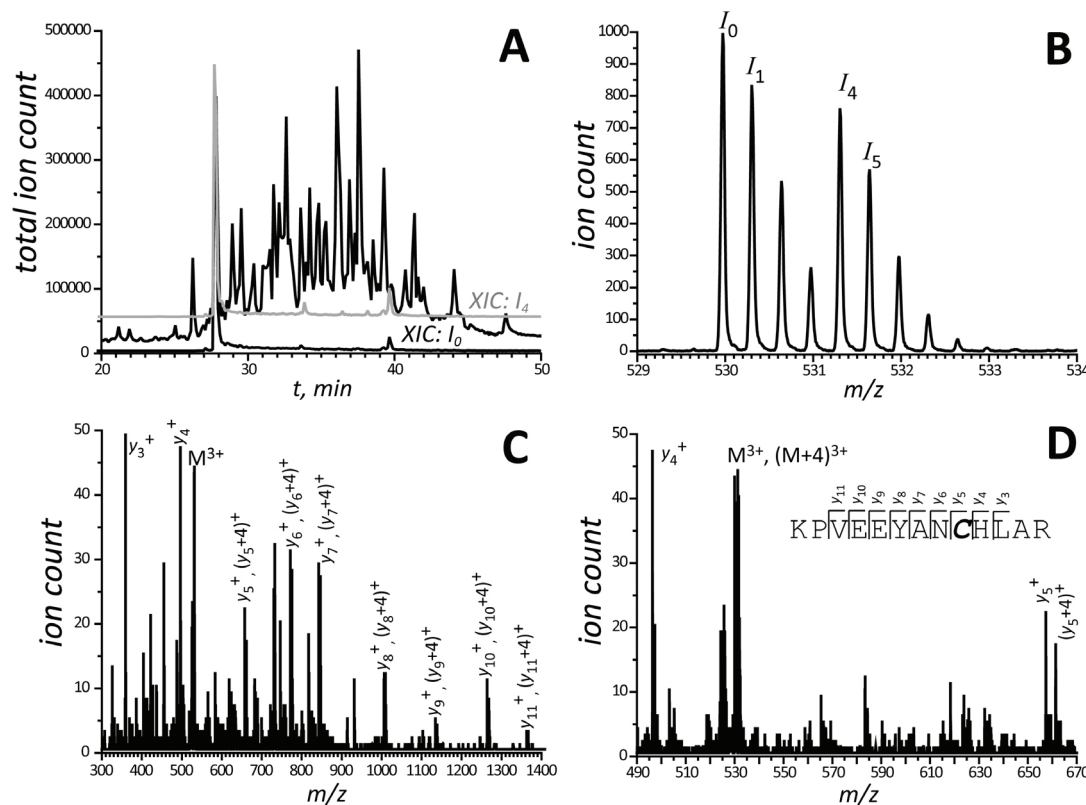 A
total ion count
500000
400000
300000
200000
100000
0
XIC: I4
XIC: I0
20 30 40 50
t, min
B
ion count
1000
900
800
700
600
500
400
300
200
100
0
I0
I1
I4
I5
529 530 531 532 533 534
m/z
C
ion count
50
40
30
20
10
0
y3+
y4+
M3+
y5+, (y5+4)+
y6+, (y6+4)+
y7+, (y7+4)+
y8+, (y8+4)+
y9+, (y9+4)+
y10+, (y10+4)+
y11+, (y11+4)+
300 400 600 800 1000 1200 1400
m/z
D
ion count
50
40
30
20
10
0
y4+
M3+, (M+4)3+
y11 y10 y9 y8 y7 y6 y5 y4 y3
KPVEEYANCHLAR
y5+
(y5+4)+
490 510 530 550 570 590 610 630 650 670
m/z